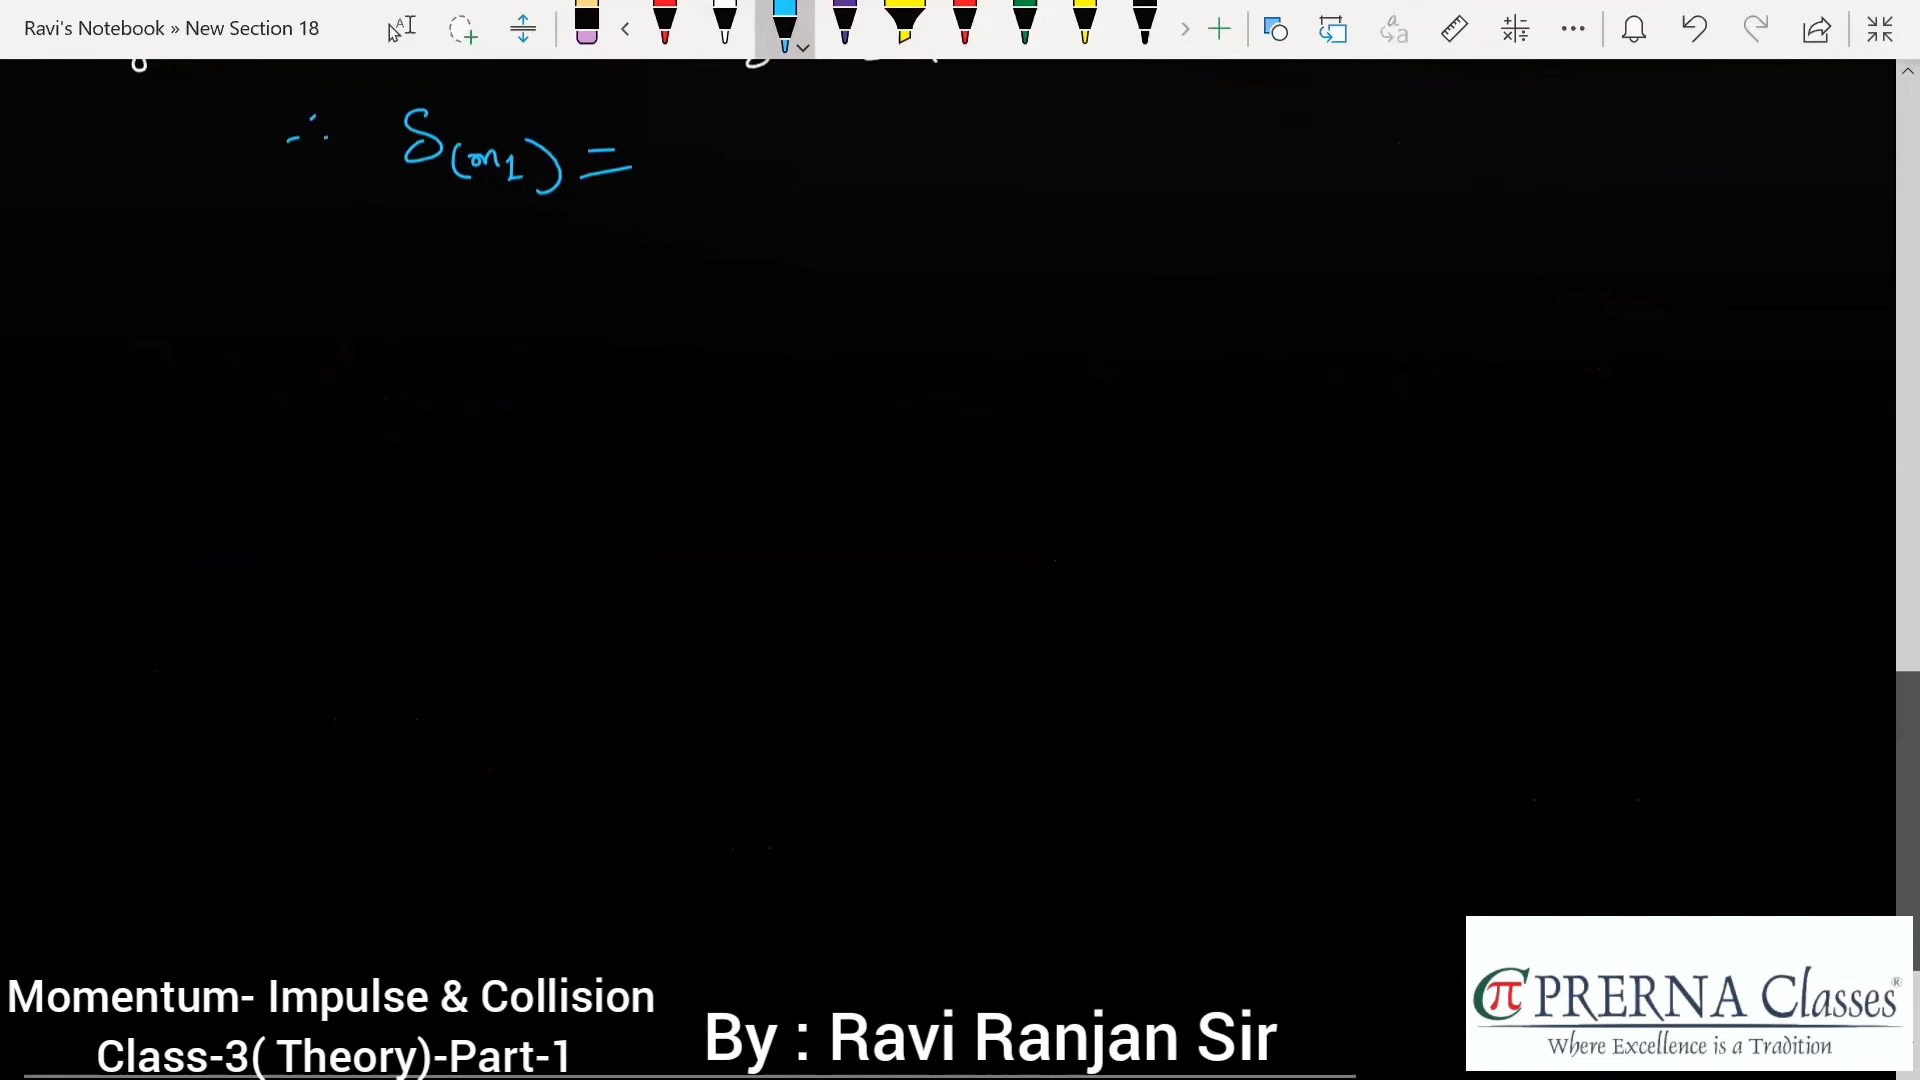 Ravi's Notebook » New Section 18
∴ δ(m1) =
Momentum- Impulse & Collision
Class-3( Theory)-Part-1
By : Ravi Ranjan Sir
PRERNA Classes®
Where Excellence is a Tradition